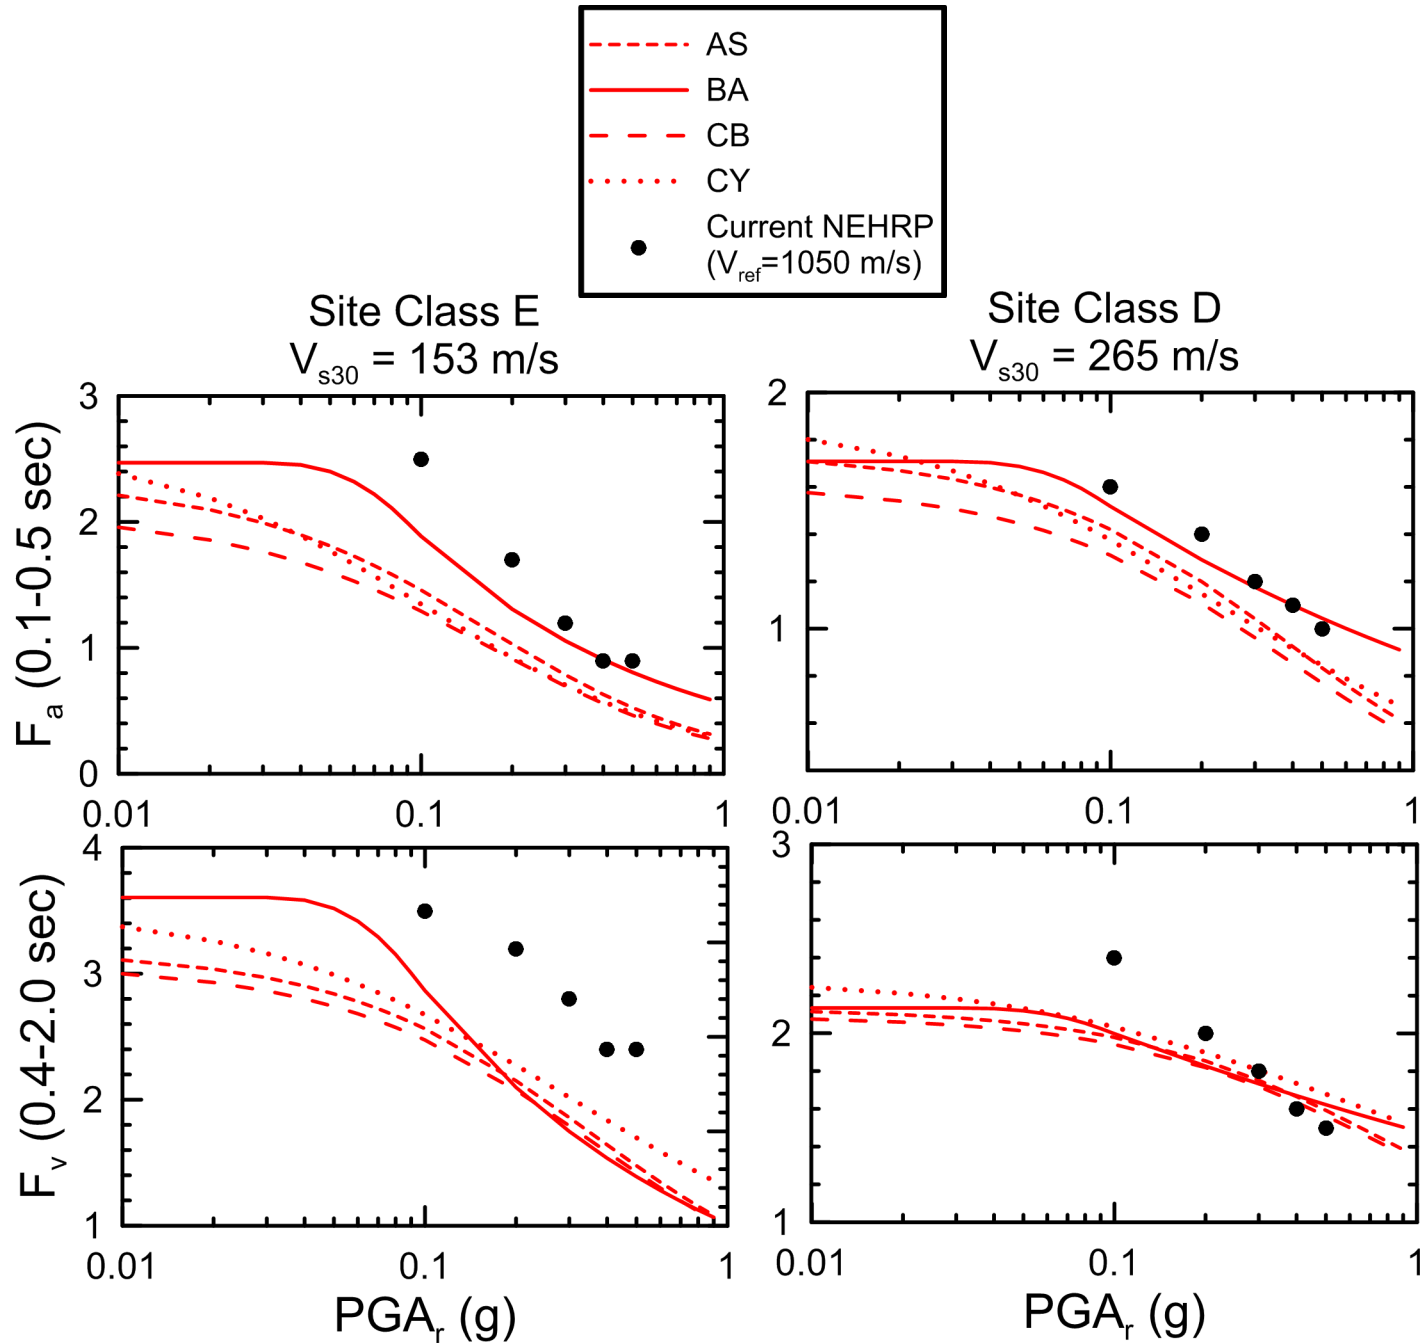 AS
BA
CB
CY
Current NEHRP
(Vref=1050 m/s)
Site Class E
Vs30 = 153 m/s
Site Class D
Vs30 = 265 m/s
Fa (0.1-0.5 sec)
3
2
1
0
0.01
0.1
1
2
1
0.01
0.1
1
Fv (0.4-2.0 sec)
4
3
2
1
0.01
0.1
1
PGAr (g)
3
2
1
0.01
0.1
1
PGAr (g)